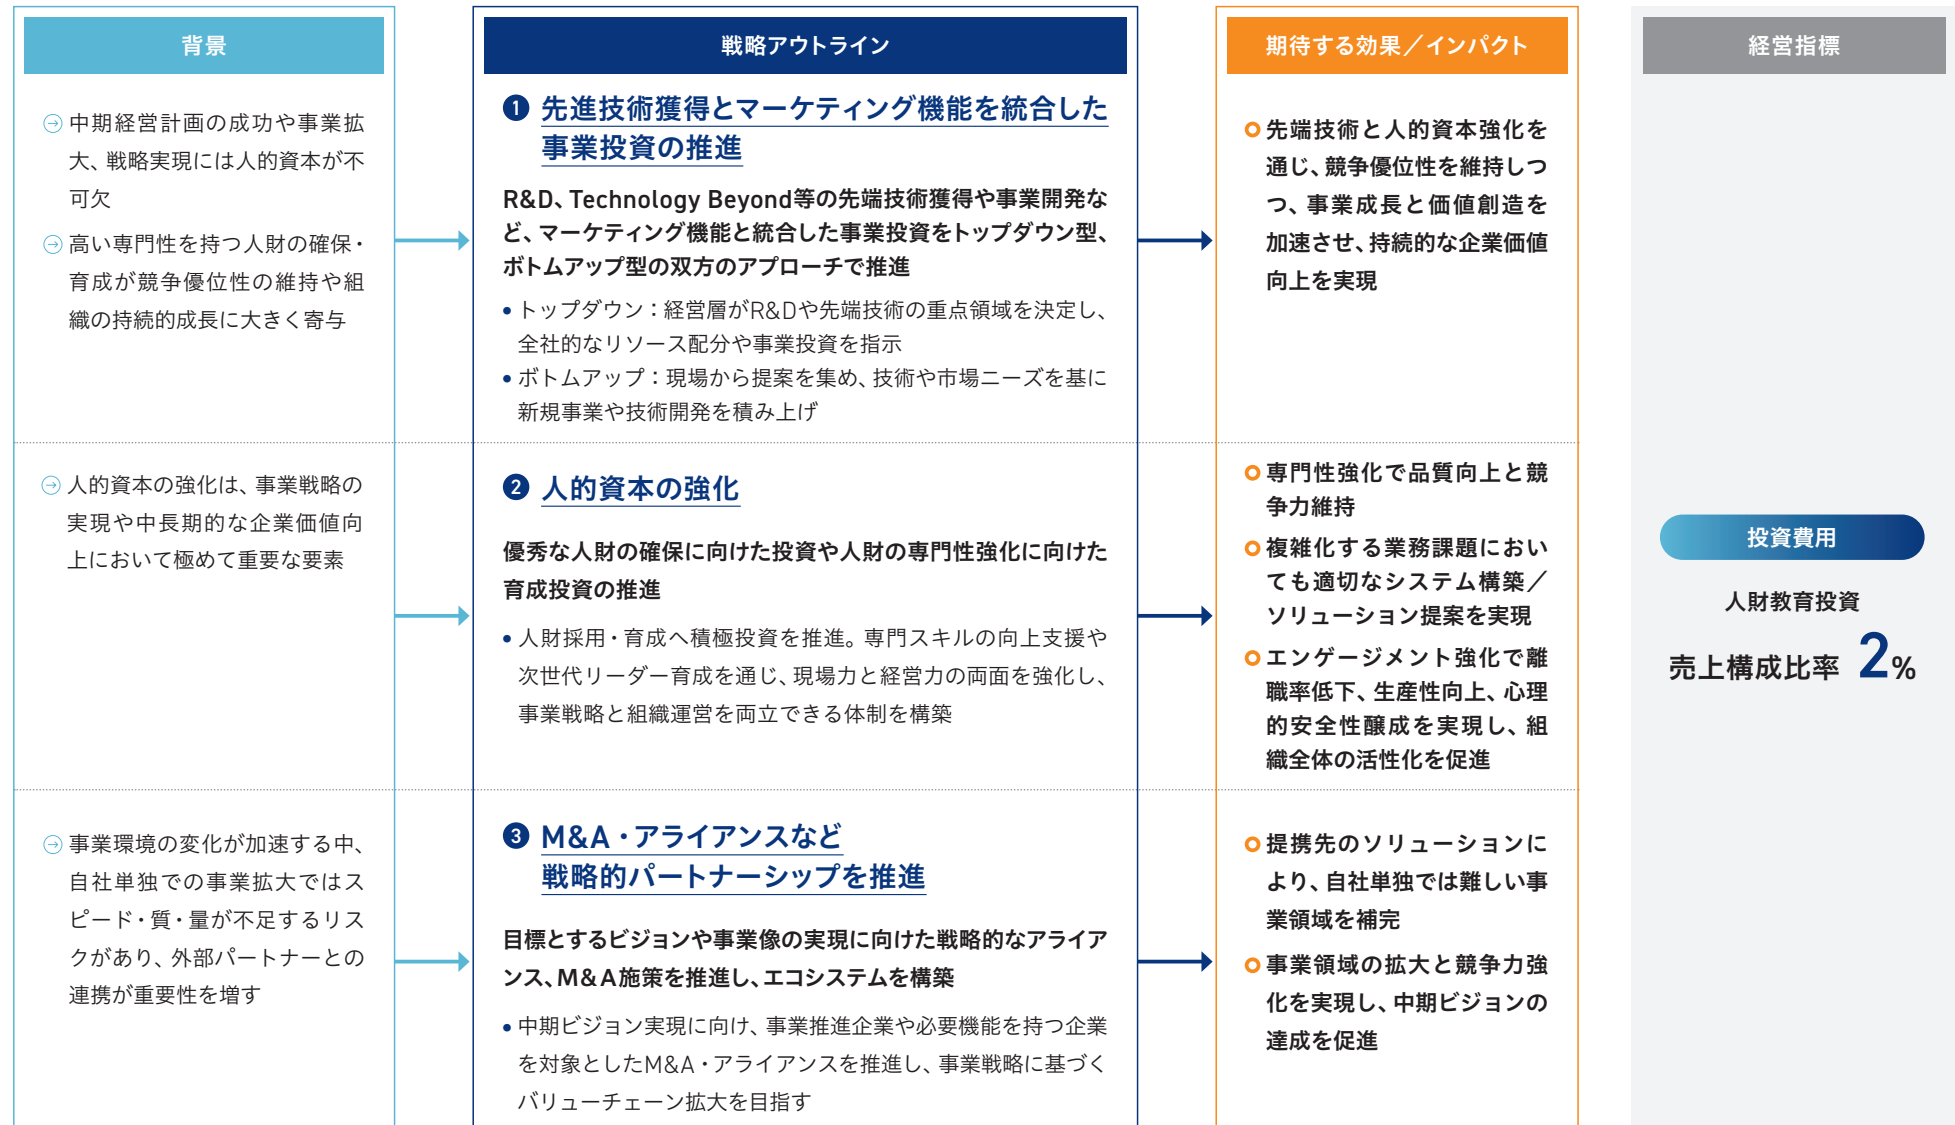 背景
戦略アウトライン
期待する効果／インパクト
経営指標
中期経営計画の成功や事業拡
大、戦略実現には人的資本が不
可欠
高い専門性を持つ人財の確保・
育成が競争優位性の維持や組
織の持続的成長に大きく寄与
❶ 先進技術獲得とマーケティング機能を統合した
事業投資の推進
R&D、Technology Beyond等の先端技術獲得や事業開発な
ど、マーケティング機能と統合した事業投資をトップダウン型、
ボトムアップ型の双方のアプローチで推進
• トップダウン：経営層がR&Dや先端技術の重点領域を決定し、
全社的なリソース配分や事業投資を指示
• ボトムアップ：現場から提案を集め、技術や市場ニーズを基に
新規事業や技術開発を積み上げ
先端技術と人的資本強化を
通じ、競争優位性を維持しつ
つ、事業成長と価値創造を
加速させ、持続的な企業価値
向上を実現
人的資本の強化は、事業戦略の
実現や中長期的な企業価値向
上において極めて重要な要素
❷ 人的資本の強化
優秀な人財の確保に向けた投資や人財の専門性強化に向けた
育成投資の推進
• 人財採用・育成へ積極投資を推進。専門スキルの向上支援や
次世代リーダー育成を通じ、現場力と経営力の両面を強化し、
事業戦略と組織運営を両立できる体制を構築
専門性強化で品質向上と競
争力維持
複雑化する業務課題におい
ても適切なシステム構築／
ソリューション提案を実現
エンゲージメント強化で離
職率低下、生産性向上、心理
的安全性醸成を実現し、組
織全体の活性化を促進
投資費用
人財教育投資
売上構成比率 2%
事業環境の変化が加速する中、
自社単独での事業拡大ではス
ピード・質・量が不足するリス
クがあり、外部パートナーとの
連携が重要性を増す
❸ M&A・アライアンスなど
戦略的パートナーシップを推進
目標とするビジョンや事業像の実現に向けた戦略的なアライア
ンス、M&A施策を推進し、エコシステムを構築
• 中期ビジョン実現に向け、事業推進企業や必要機能を持つ企業
を対象としたM&A・アライアンスを推進し、事業戦略に基づく
バリューチェーン拡大を目指す
提携先のソリューションに
より、自社単独では難しい事
業領域を補完
事業領域の拡大と競争力強
化を実現し、中期ビジョンの
達成を促進